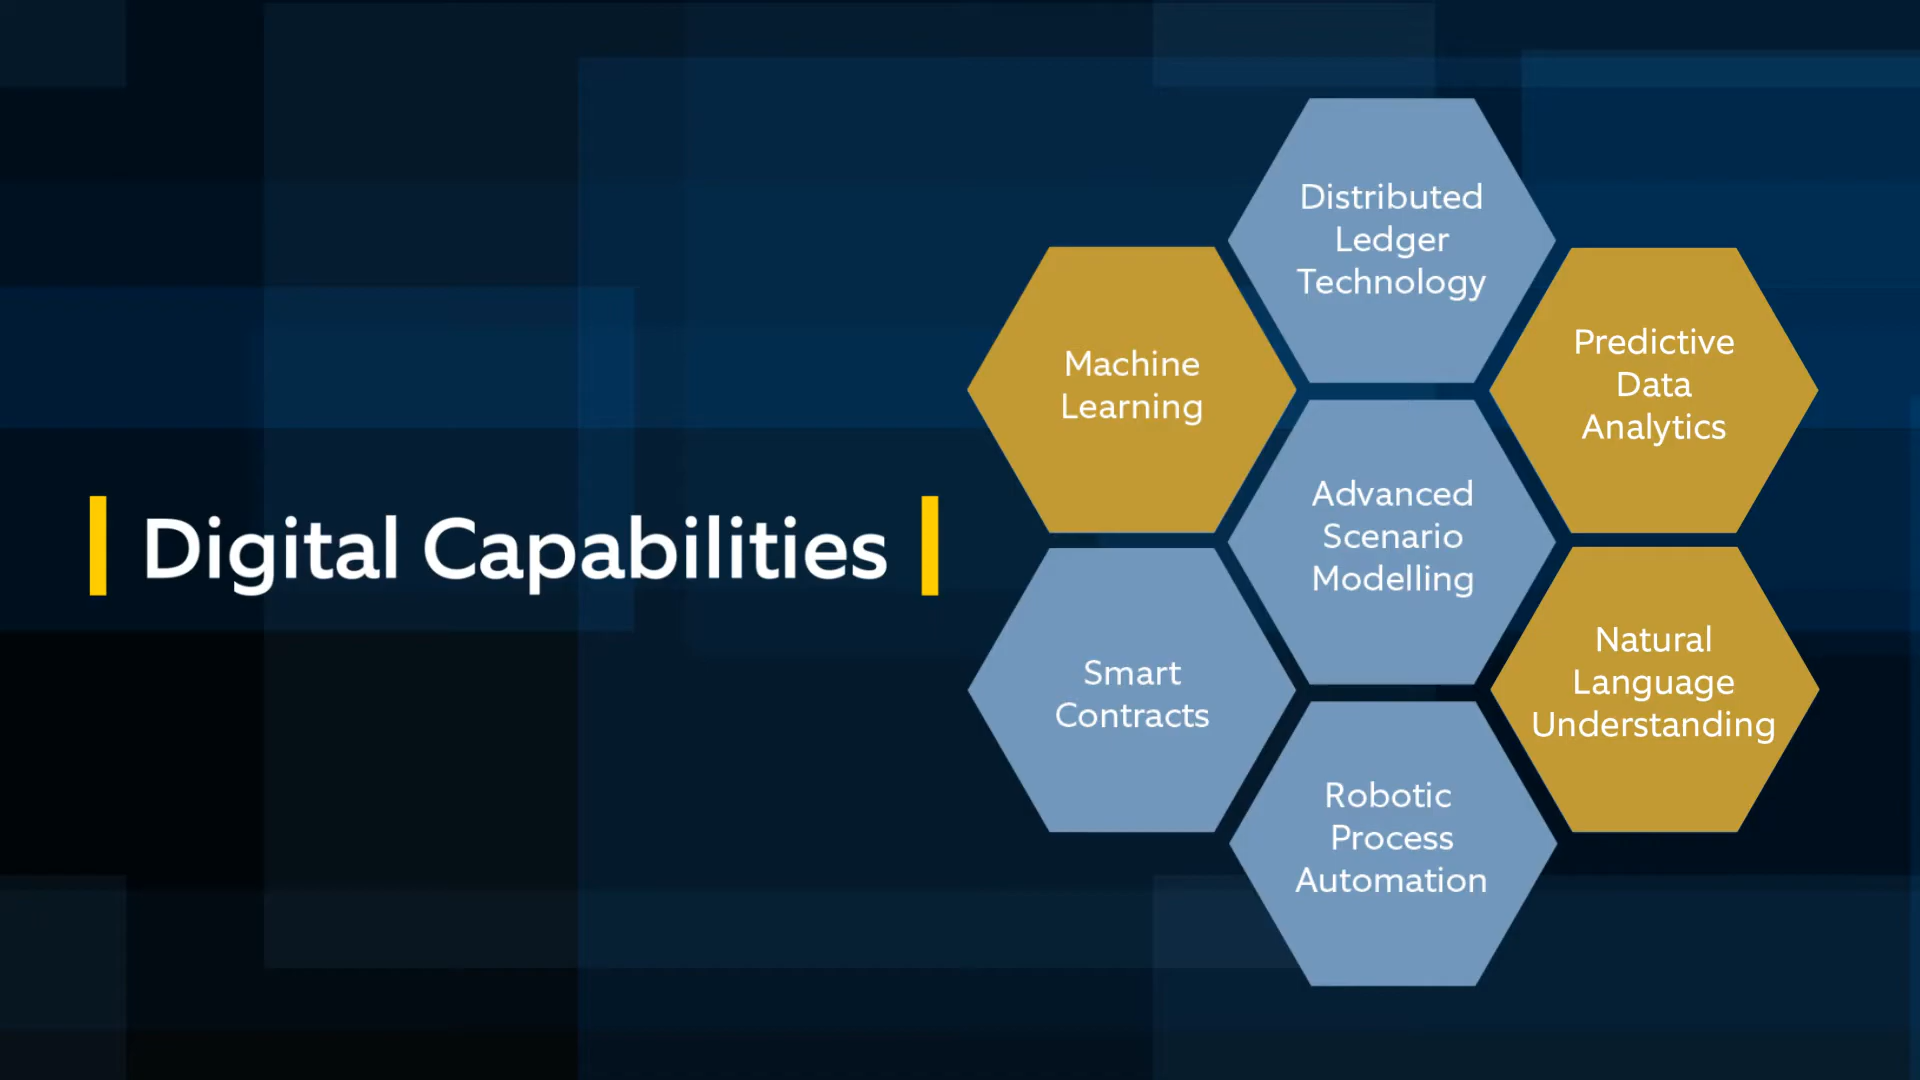 Digital Capabilities
Distributed
Ledger
Technology
Machine
Learning
Predictive
Data
Analytics
Advanced
Scenario
Modelling
Smart
Contracts
Natural
Language
Understanding
Robotic
Process
Automation